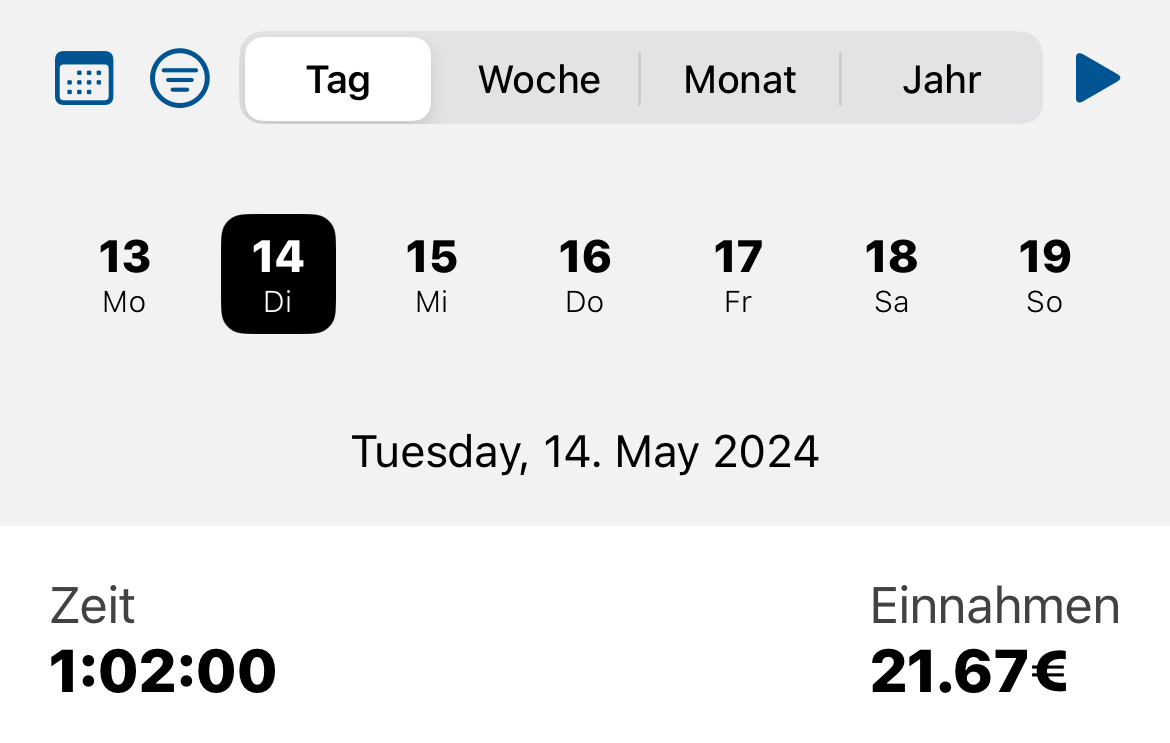 Tag Woche Monat Jahr
13 14 15 16 17 18 19
Mo Di Mi Do Fr Sa So
Tuesday, 14. May 2024
Zeit Einnahmen
1:02:00 21.67€